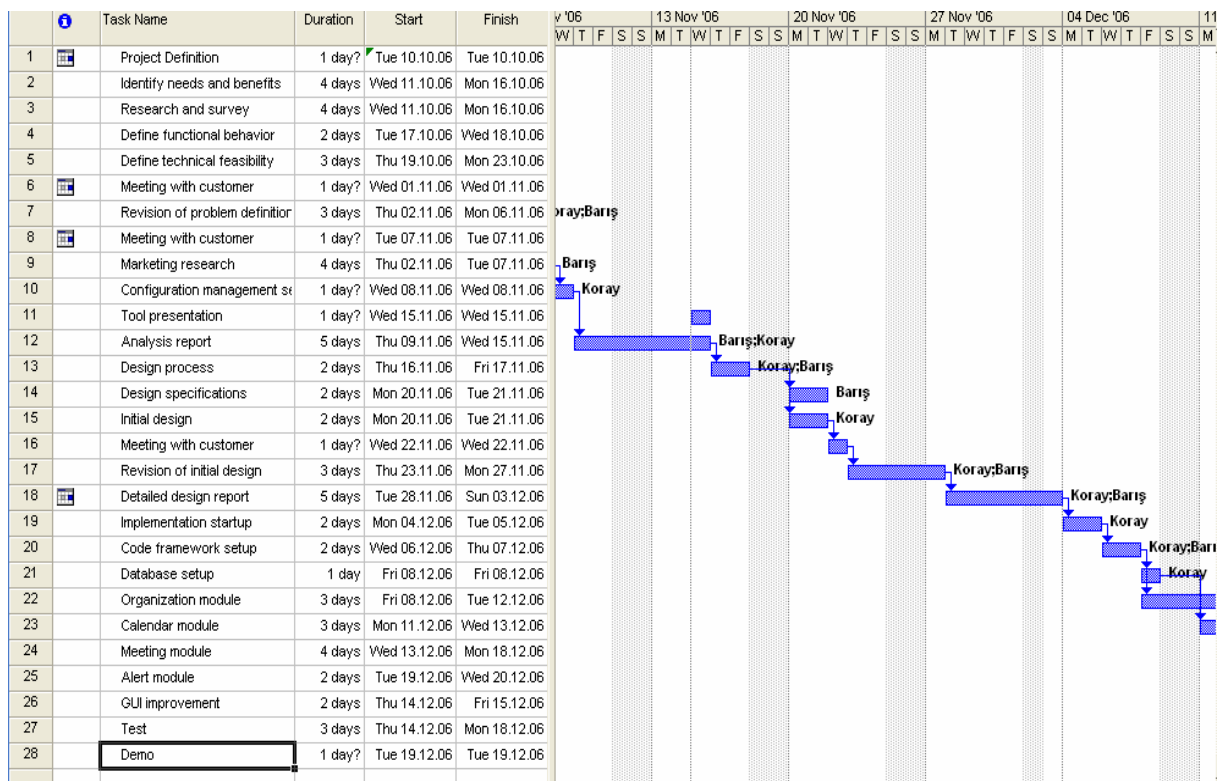 Task Name Duration Start Finish v '06 13 Nov '06 20 Nov '06 27 Nov '06 04 Dec '06 11
W T F S S M T W T F S S M T W T F S S M T W T F S S M T W T F S S M
1 Project Definition 1 day? Tue 10.10.06 Tue 10.10.06
2 Identify needs and benefits 4 days Wed 11.10.06 Mon 16.10.06
3 Research and survey 4 days Wed 11.10.06 Mon 16.10.06
4 Define functional behavior 2 days Tue 17.10.06 Wed 18.10.06
5 Define technical feasibility 3 days Thu 19.10.06 Mon 23.10.06
6 Meeting with customer 1 day? Wed 01.11.06 Wed 01.11.06
7 Revision of problem definition 3 days Thu 02.11.06 Mon 06.11.06 oray;Barış
8 Meeting with customer 1 day? Tue 07.11.06 Tue 07.11.06
9 Marketing research 4 days Thu 02.11.06 Tue 07.11.06 Barış
10 Configuration management se 1 day? Wed 08.11.06 Wed 08.11.06 Koray
11 Tool presentation 1 day? Wed 15.11.06 Wed 15.11.06
12 Analysis report 5 days Thu 09.11.06 Wed 15.11.06 Barış;Koray
13 Design process 2 days Thu 16.11.06 Fri 17.11.06 Koray;Barış
14 Design specifications 2 days Mon 20.11.06 Tue 21.11.06 Barış
15 Initial design 2 days Mon 20.11.06 Tue 21.11.06 Koray
16 Meeting with customer 1 day? Wed 22.11.06 Wed 22.11.06
17 Revision of initial design 3 days Thu 23.11.06 Mon 27.11.06 Koray;Barış
18 Detailed design report 5 days Tue 28.11.06 Sun 03.12.06 Koray;Barış
19 Implementation startup 2 days Mon 04.12.06 Tue 05.12.06 Koray
20 Code framework setup 2 days Wed 06.12.06 Thu 07.12.06 Koray;Barı
21 Database setup 1 day Fri 08.12.06 Fri 08.12.06 Koray
22 Organization module 3 days Fri 08.12.06 Tue 12.12.06
23 Calendar module 3 days Mon 11.12.06 Wed 13.12.06
24 Meeting module 4 days Wed 13.12.06 Mon 18.12.06
25 Alert module 2 days Tue 19.12.06 Wed 20.12.06
26 GUI improvement 2 days Thu 14.12.06 Fri 15.12.06
27 Test 3 days Thu 14.12.06 Mon 18.12.06
28 Demo 1 day? Tue 19.12.06 Tue 19.12.06